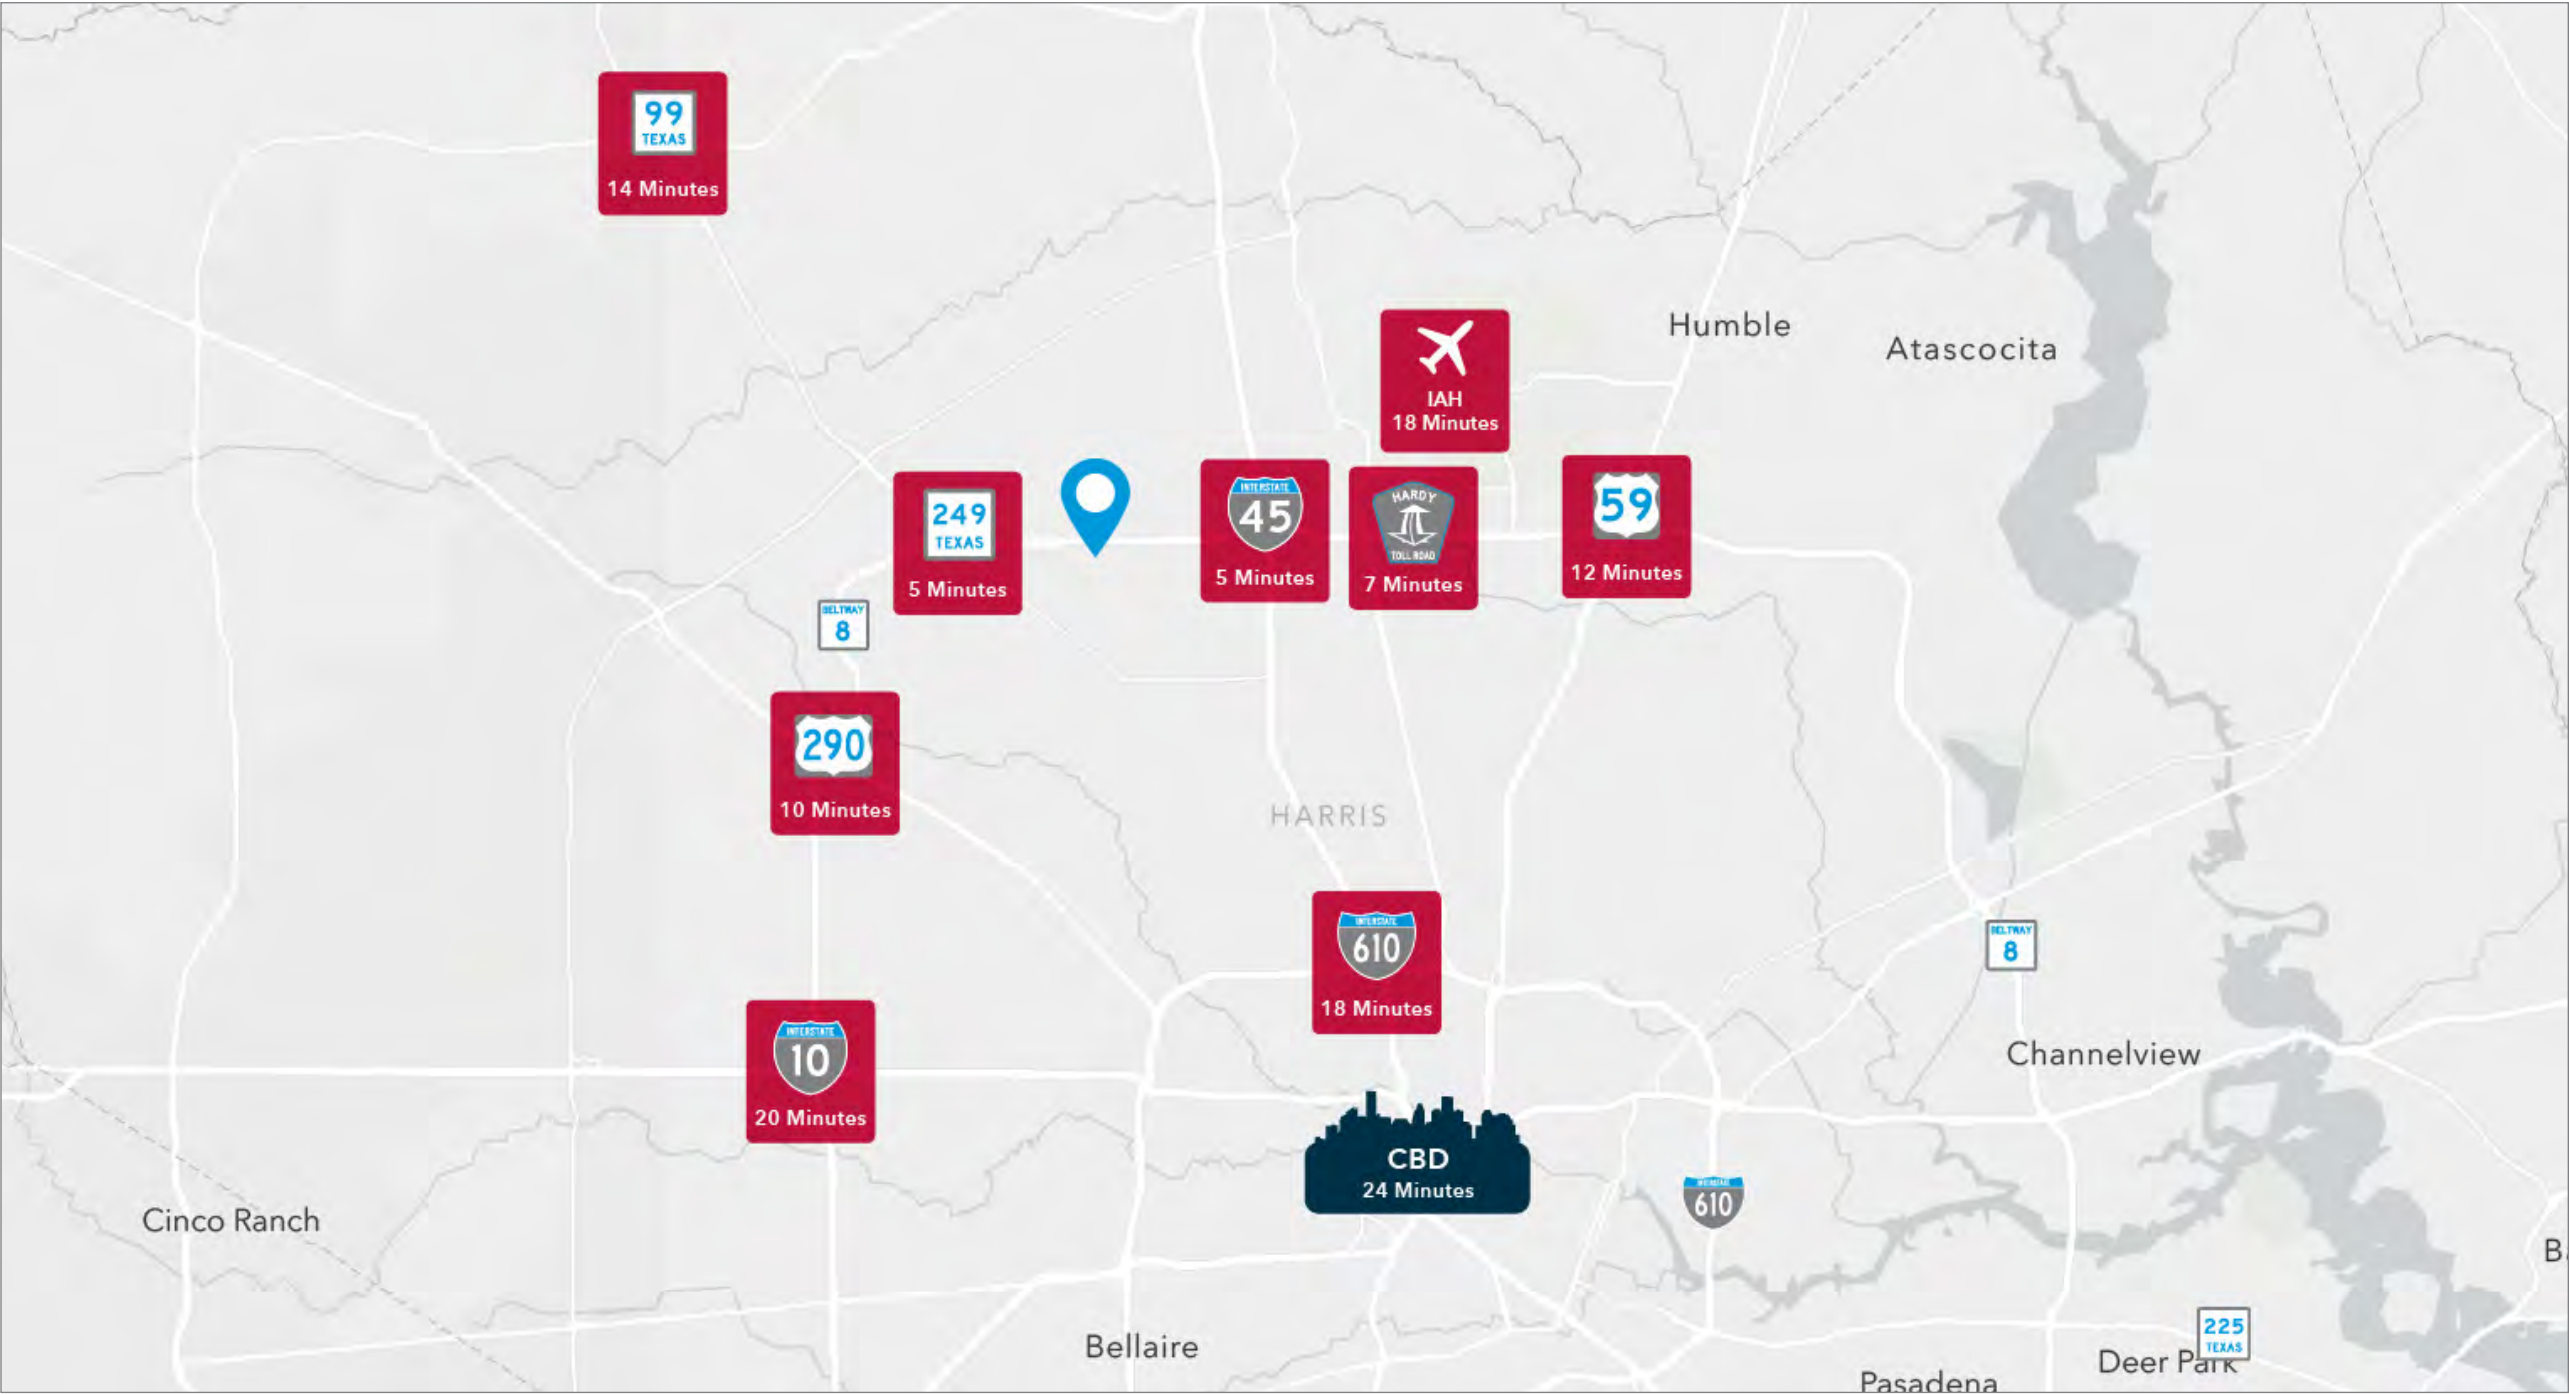 99
TEXAS
14 Minutes
Humble
Atascocita
IAH
18 Minutes
249
TEXAS
5 Minutes
INTERSTATE
45
5 Minutes
HARDY
TOLL ROAD
7 Minutes
59
12 Minutes
BELTWAY
8
290
10 Minutes
HARRIS
INTERSTATE
610
18 Minutes
BELTWAY
8
INTERSTATE
10
20 Minutes
Channelview
CBD
24 Minutes
INTERSTATE
610
Cinco Ranch
B
225
TEXAS
Bellaire
Deer Park
Pasadena